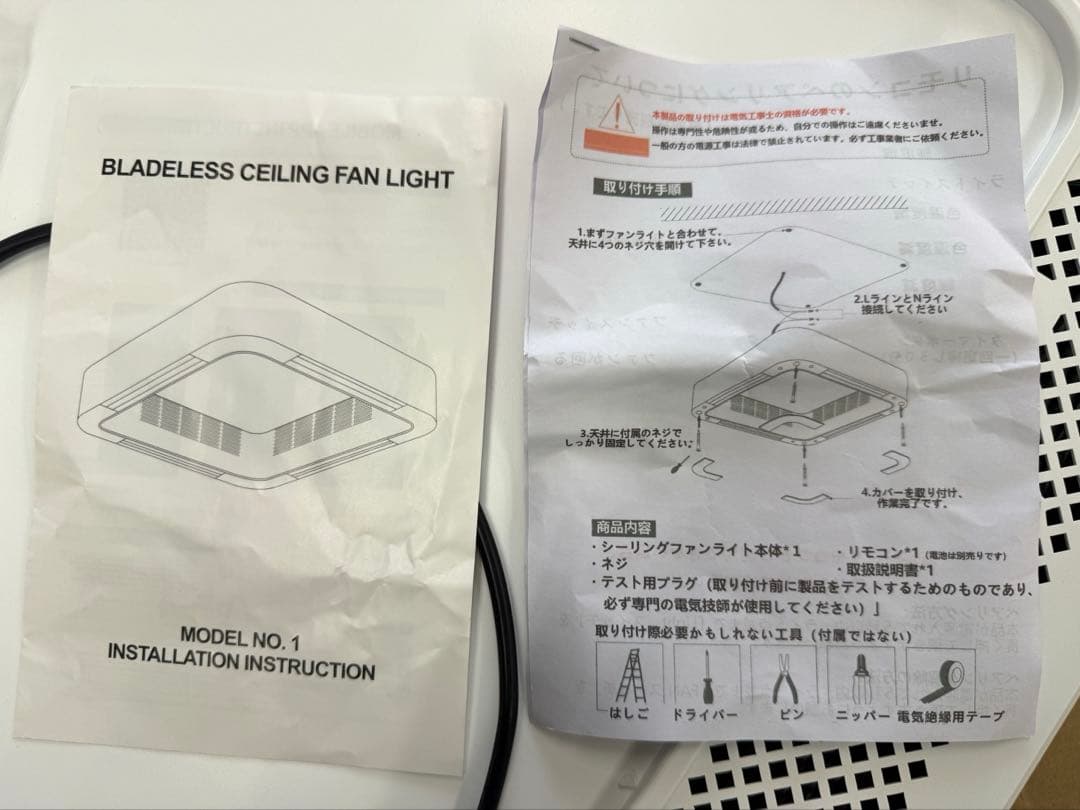 BLADELESS CEILING FAN LIGHT
MODEL NO. 1
INSTALLATION INSTRUCTION
本製品の取り付けは電気工事士の資格が必要です。
操作は専門性や危険性が或るため、自分での操作はご遠慮くださいませ。
一般の方の電源工事は法律で禁止されています。必ず工事業者にご依頼ください。
取り付け手順
1.まずファンライトと合わせて、
天井に4つのネジ穴を開けて下さい。
2.LラインとNライン
接続してください
3.天井に付属のネジで
しっかり固定してください。
4.カバーを取り付け、
作業完了です。
商品内容
・シーリングファンライト本体*1
・リモコン*1(電池は別売りです)
・ネジ
・取扱説明書*1
・テスト用プラグ(取り付け前に製品をテストするためのものであり、
必ず専門の電気技師が使用してください)」
取り付け際必要かもしれない工具(付属ではない)
はしご ドライバー ピン ニッパー 電気絶縁用テープ